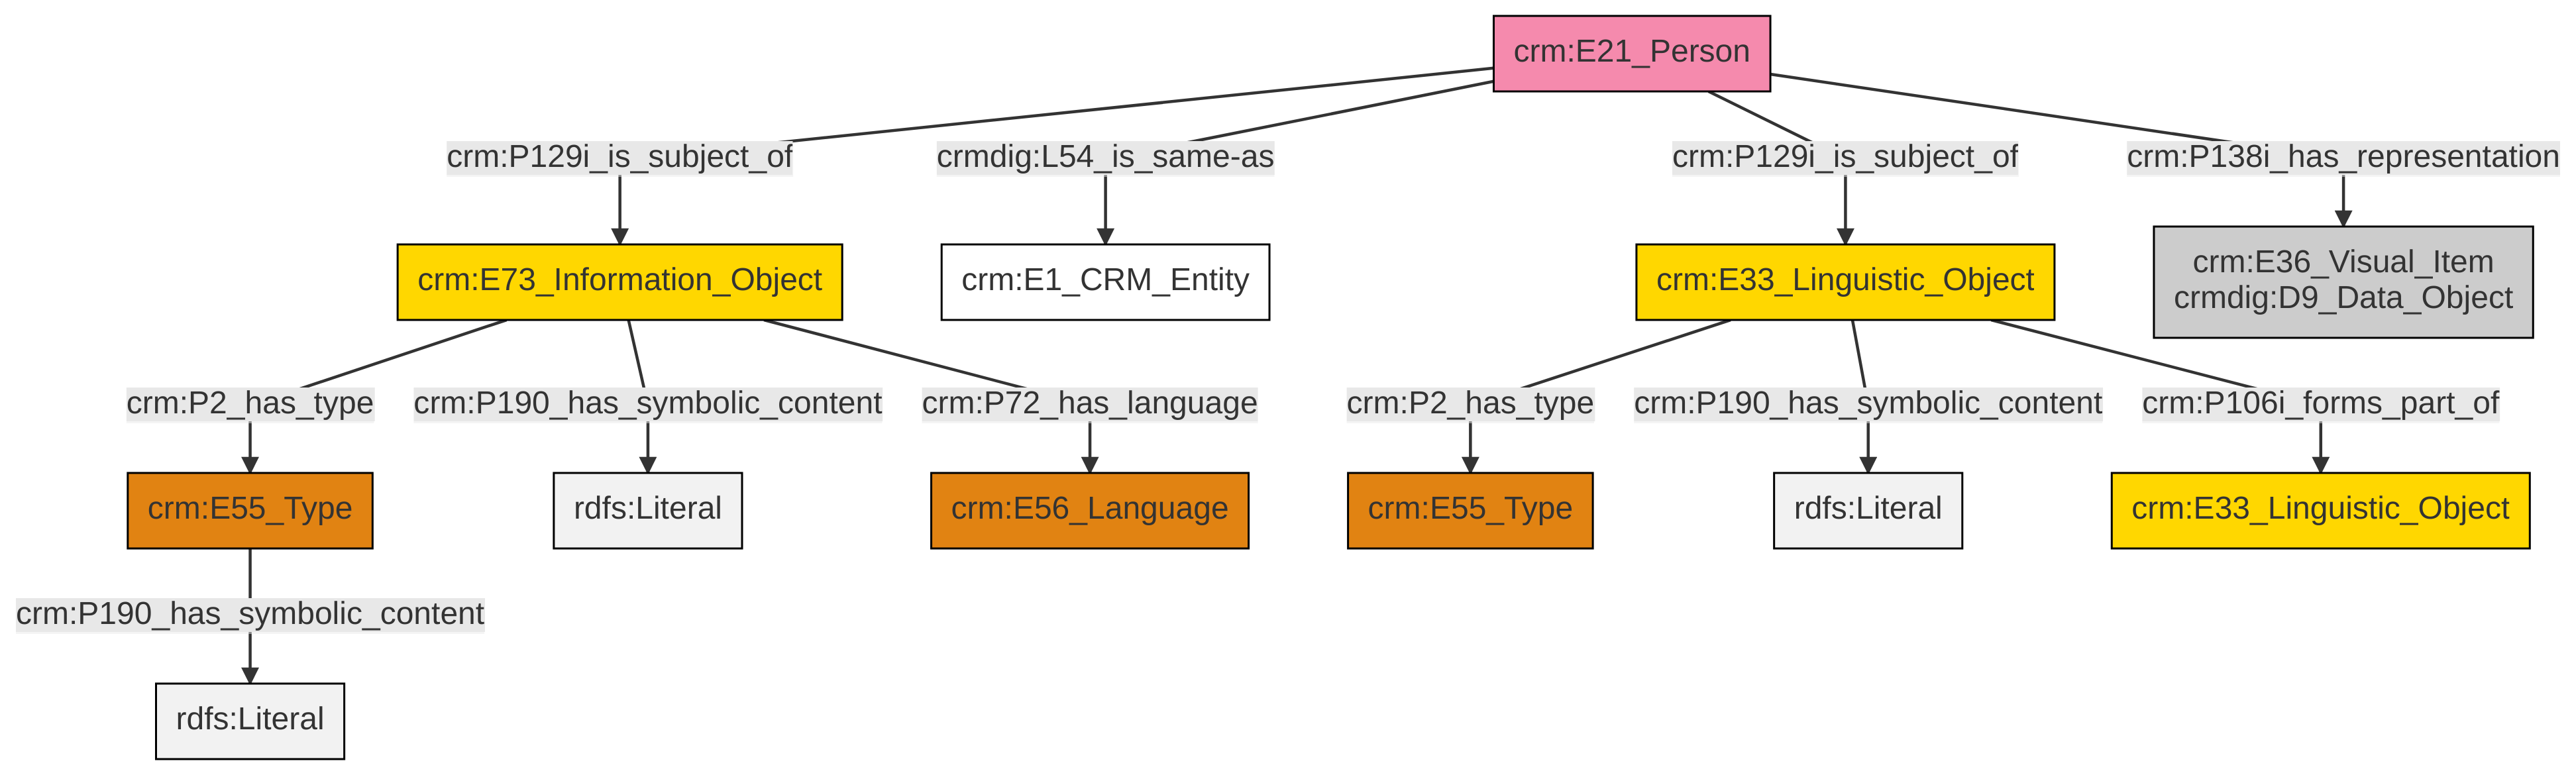 crm:E21_Person
crm:P129i_is_subject_of
crmdig:L54_is_same-as
crm:P129i_is_subject_of
crm:P138i_has_representation
crm:E73_Information_Object
crm:E1_CRM_Entity
crm:E33_Linguistic_Object
crm:E36_Visual_Item
crmdig:D9_Data_Object
crm:P2_has_type
crm:P190_has_symbolic_content
crm:P72_has_language
crm:P2_has_type
crm:P190_has_symbolic_content
crm:P106i_forms_part_of
crm:E55_Type
rdfs:Literal
crm:E56_Language
crm:E55_Type
rdfs:Literal
crm:E33_Linguistic_Object
crm:P190_has_symbolic_content
rdfs:Literal